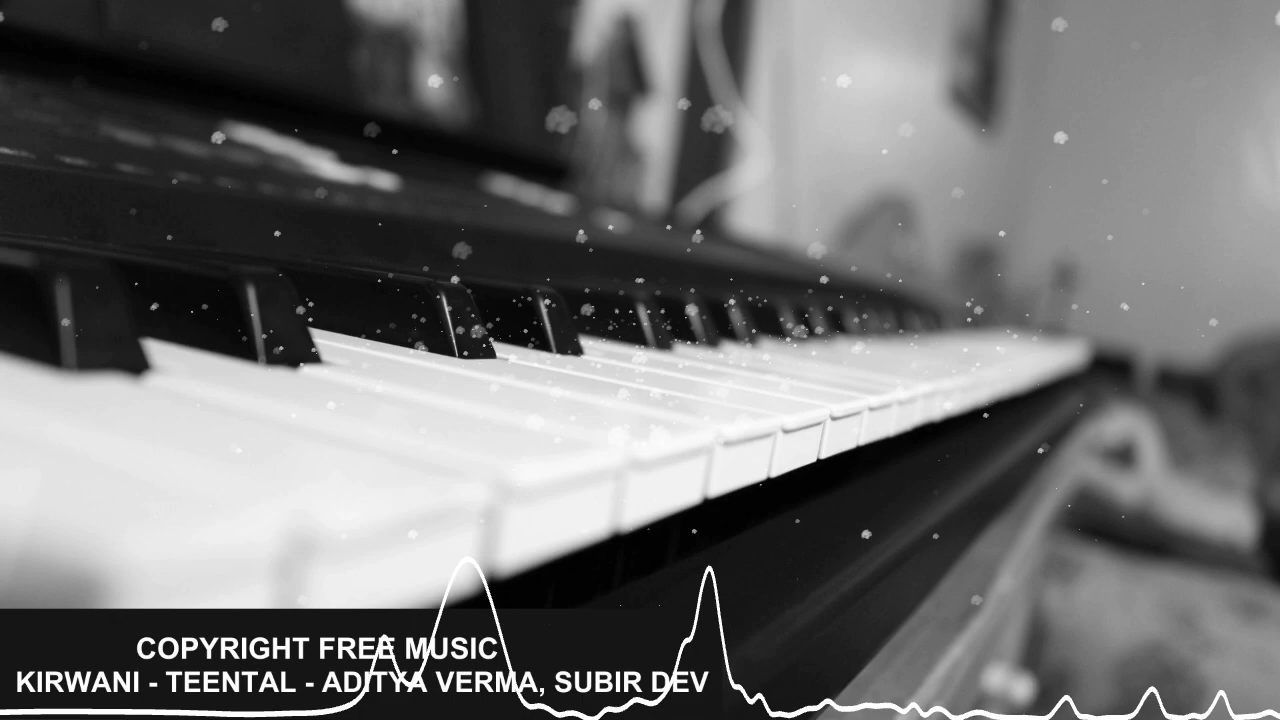 COPYRIGHT FREE MUSIC
KIRWANI - TEENTAL - ADITYA VERMA, SUBIR DEV